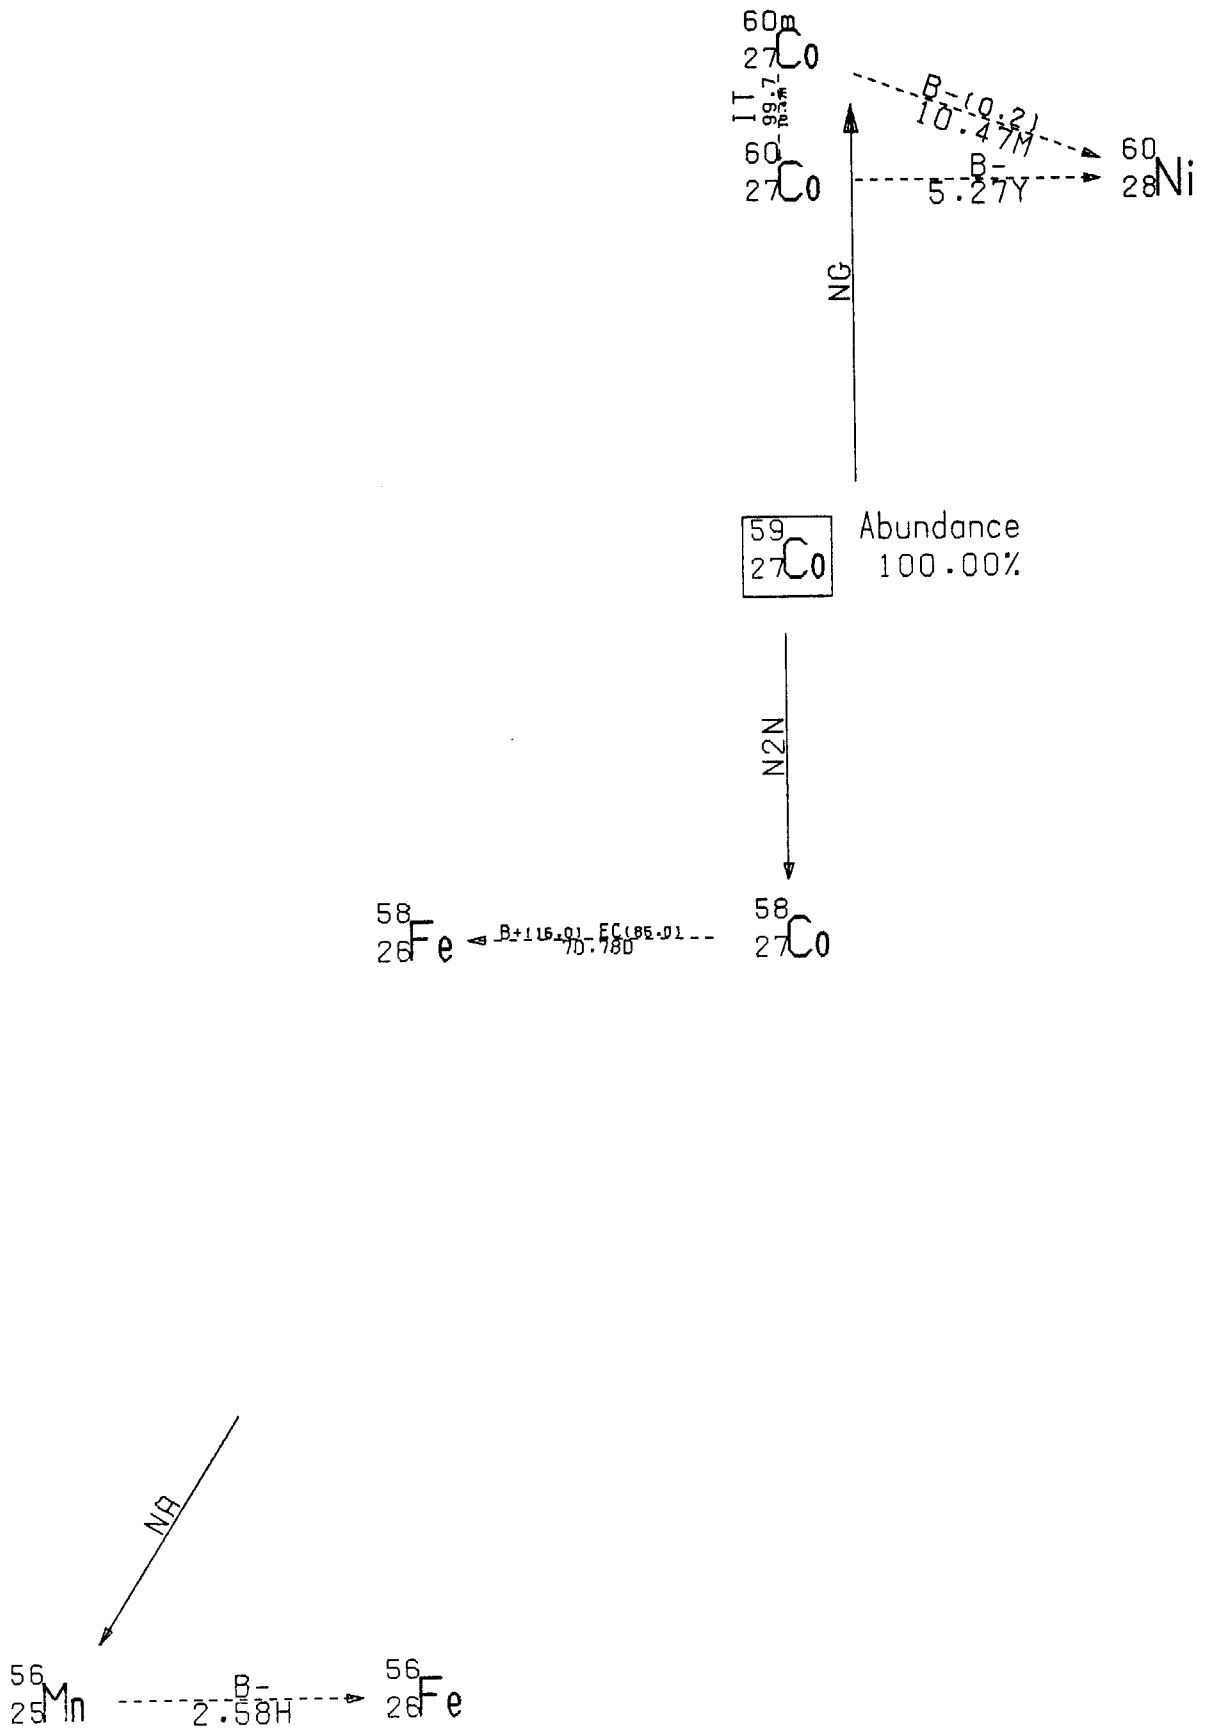 60m
27Co
IT
99.7
B-(0.2)
10.47M
60
27Co
B-
5.27Y
60
28Ni
NG
59
27Co
Abundance
100.00%
N2N
58
26Fe
B+(15.0) EC(85.0)
70.78D
58
27Co
NA
56
25Mn
B-
2.58H
56
26Fe